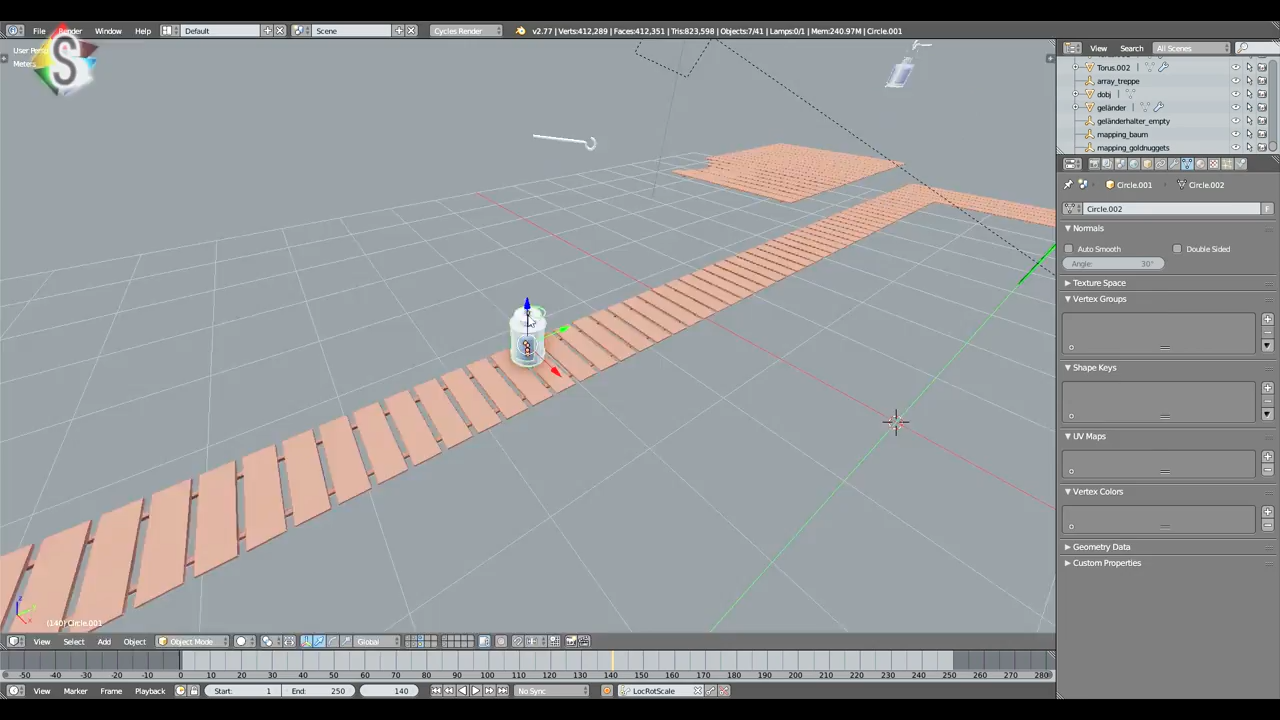 File Render Window Help Default Scene Cycles Render v2.77 | Verts:412,289 | Faces:412,351 | Tris:823,598 | Objects:7/41 | Lamps:0/1 | Mem:240.97M | Circle.001
View Search All Scenes
User Pers
Meters
S
Torus.002
array_treppe
dobj
geländer
geländerhalter_empty
mapping_baum
mapping_goldnuggets
Circle.001 Circle.002
Circle.002 F
Normals
Auto Smooth Double Sided
Angle: 30°
Texture Space
Vertex Groups
Shape Keys
UV Maps
Vertex Colors
Geometry Data
Custom Properties
(140) Circle.001
View Select Add Object Object Mode Global
-50 -40 -30 -20 -10 0 10 20 30 40 50 60 70 80 90 100 110 120 130 140 150 160 170 180 190 200 210 220 230 240 250 260 270 280
View Marker Frame Playback Start: 1 End: 250 140 No Sync LocRotScale